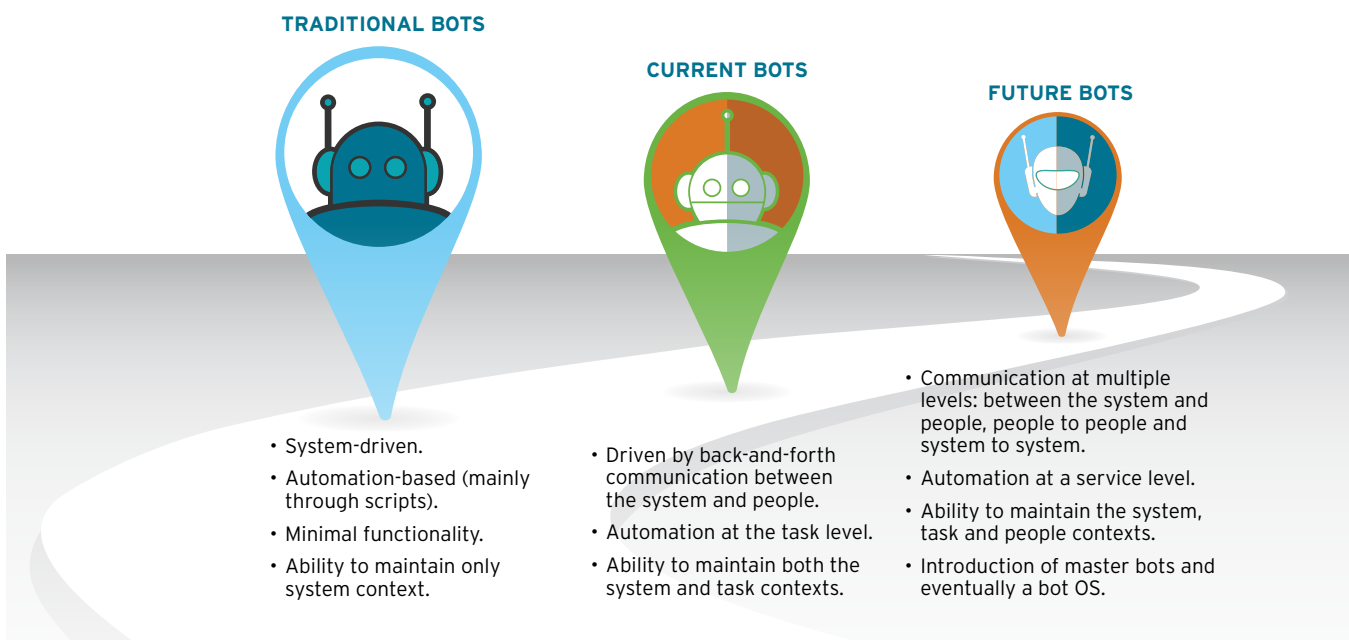 TRADITIONAL BOTS
• System-driven.
• Automation-based (mainly
through scripts).
• Minimal functionality.
• Ability to maintain only
system context.
CURRENT BOTS
• Driven by back-and-forth
communication between
the system and people.
• Automation at the task level.
• Ability to maintain both the
system and task contexts.
FUTURE BOTS
• Communication at multiple
levels: between the system and
people, people to people and
system to system.
• Automation at a service level.
• Ability to maintain the system,
task and people contexts.
• Introduction of master bots and
eventually a bot OS.